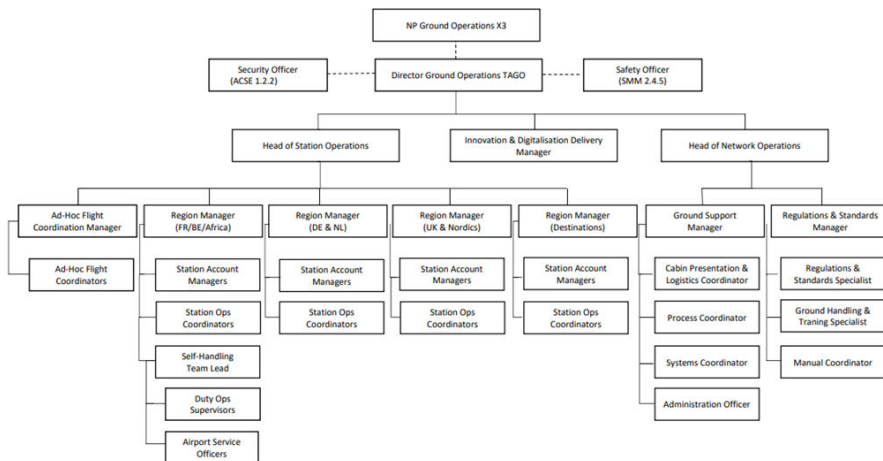 NP Ground Operations X3
Security Officer
(ACSE 1.2.2)
Director Ground Operations TAGO
Safety Officer
(SMM 2.4.5)
Head of Station Operations
Innovation & Digitalisation Delivery
Manager
Head of Network Operations
Ad-Hoc Flight
Coordination Manager
Region Manager
(FR/BE/Africa)
Region Manager
(DE & NL)
Region Manager
(UK & Nordics)
Region Manager
(Destinations)
Ground Support
Manager
Regulations & Standards
Manager
Ad-Hoc Flight
Coordinators
Station Account
Managers
Station Account
Managers
Station Account
Managers
Station Account
Managers
Cabin Presentation &
Logistics Coordinator
Regulations &
Standards Specialist
Station Ops
Coordinators
Station Ops
Coordinators
Station Ops
Coordinators
Station Ops
Coordinators
Process Coordinator
Ground Handling &
Traning Specialist
Self-Handling
Team Lead
Systems Coordinator
Manual Coordinator
Duty Ops
Supervisors
Administration Officer
Airport Service
Officers